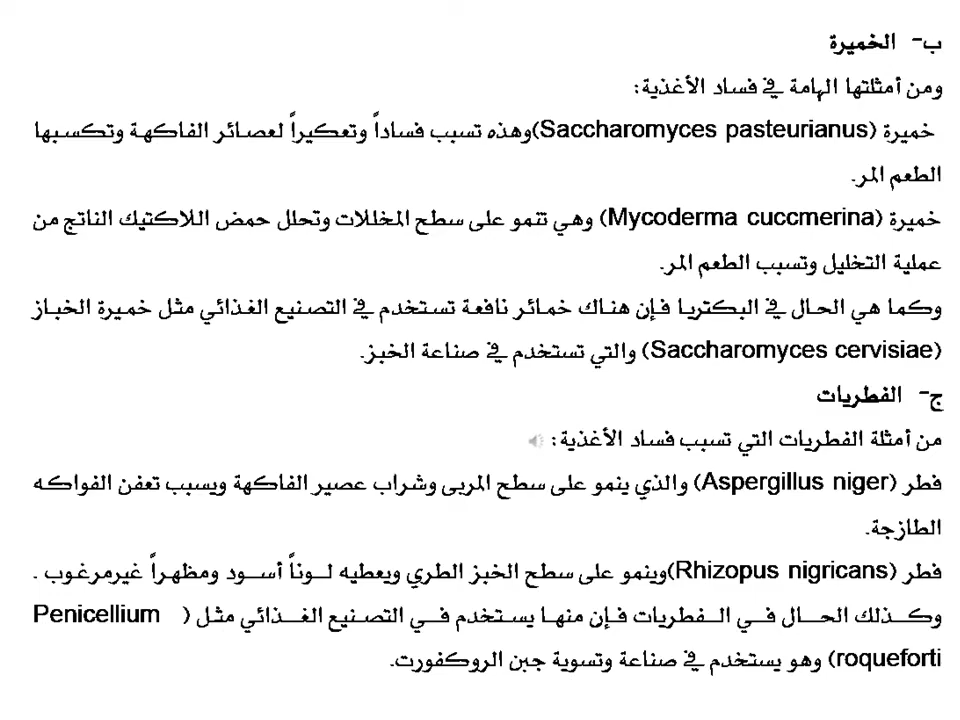 ب- الخميرة
ومن أمثلتها الهامة في فساد الأغذية:
خميرة (Saccharomyces pasteurianus)وهذه تسبب فساداً وتعكيراً لعصائر الفاكهة وتكسبها
الطعم المر.
خميرة (Mycoderma cuccmerina) وهي تنمو على سطح المخللات وتحلل حمض اللاكتيك الناتج من
عملية التخليل وتسبب الطعم المر.
وكما هي الحال في البكتريا فإن هناك خمائر نافعة تستخدم في التصنيع الغذائي مثل خميرة الخباز
(Saccharomyces cervisiae) والتي تستخدم في صناعة الخبز.
ج- الفطريات
من أمثلة الفطريات التي تسبب فساد الأغذية:
فطر (Aspergillus niger) والذي ينمو على سطح المربى وشراب عصير الفاكهة ويسبب تعفن الفواكه
الطازجة.
فطر (Rhizopus nigricans)وينمو على سطح الخبز الطري ويعطيه لوناً أسود ومظهراً غيرمرغوب .
وكذلك الحال في الفطريات فإن منها يستخدم في التصنيع الغذائي مثل ( Penicellium
roqueforti) وهو يستخدم في صناعة وتسوية جبن الروكفورت.